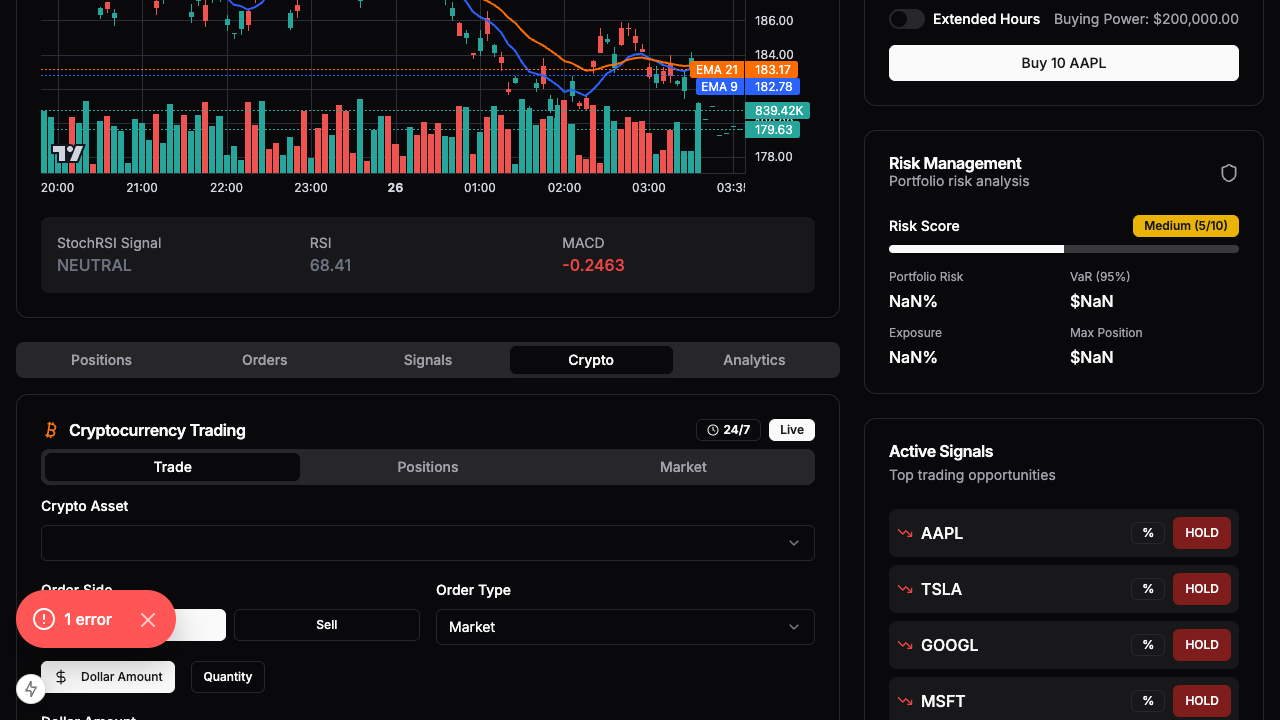 186.00
184.00
EMA 21 183.17
EMA 9 182.78
839.42K
179.63
178.00
20:00 21:00 22:00 23:00 26 01:00 02:00 03:00
StochRSI Signal RSI MACD
NEUTRAL 68.41 -0.2463
Positions Orders Signals Crypto Analytics
Cryptocurrency Trading 24/7 Live
Trade Positions Market
Crypto Asset
Order Side Order Type
1 error Sell Market
Dollar Amount Quantity
Dollar Amount
Extended Hours Buying Power: $200,000.00
Buy 10 AAPL
Risk Management
Portfolio risk analysis
Risk Score Medium (5/10)
Portfolio Risk VaR (95%)
NaN% $NaN
Exposure Max Position
NaN% $NaN
Active Signals
Top trading opportunities
AAPL % HOLD
TSLA % HOLD
GOOGL % HOLD
MSFT % HOLD